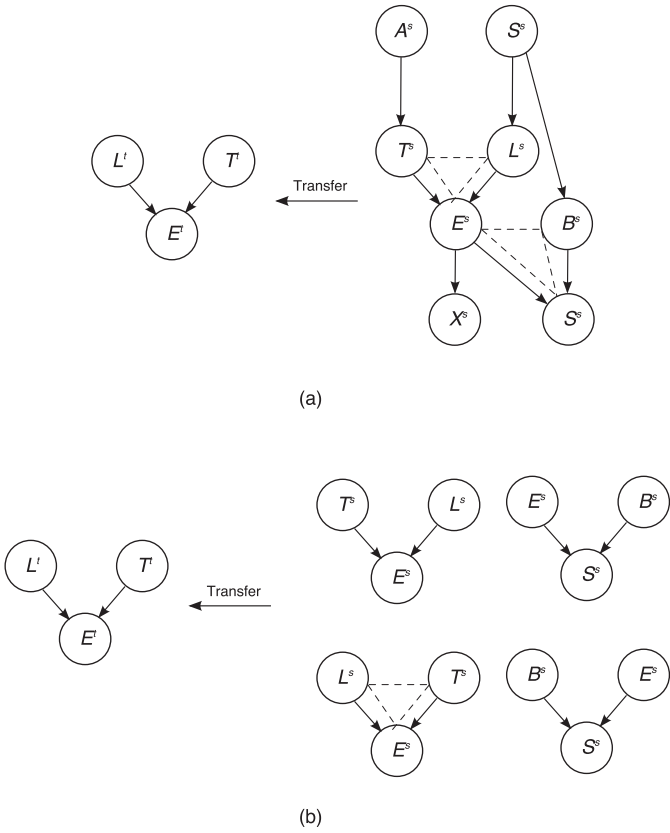 A^s S^s
L^t T^t Transfer T^s L^s
E^t E^s B^s
X^s S^s
(a)
T^s L^s E^s B^s
L^t T^t Transfer E^s S^s
E^t
L^s T^s B^s E^s
E^s S^s
(b)